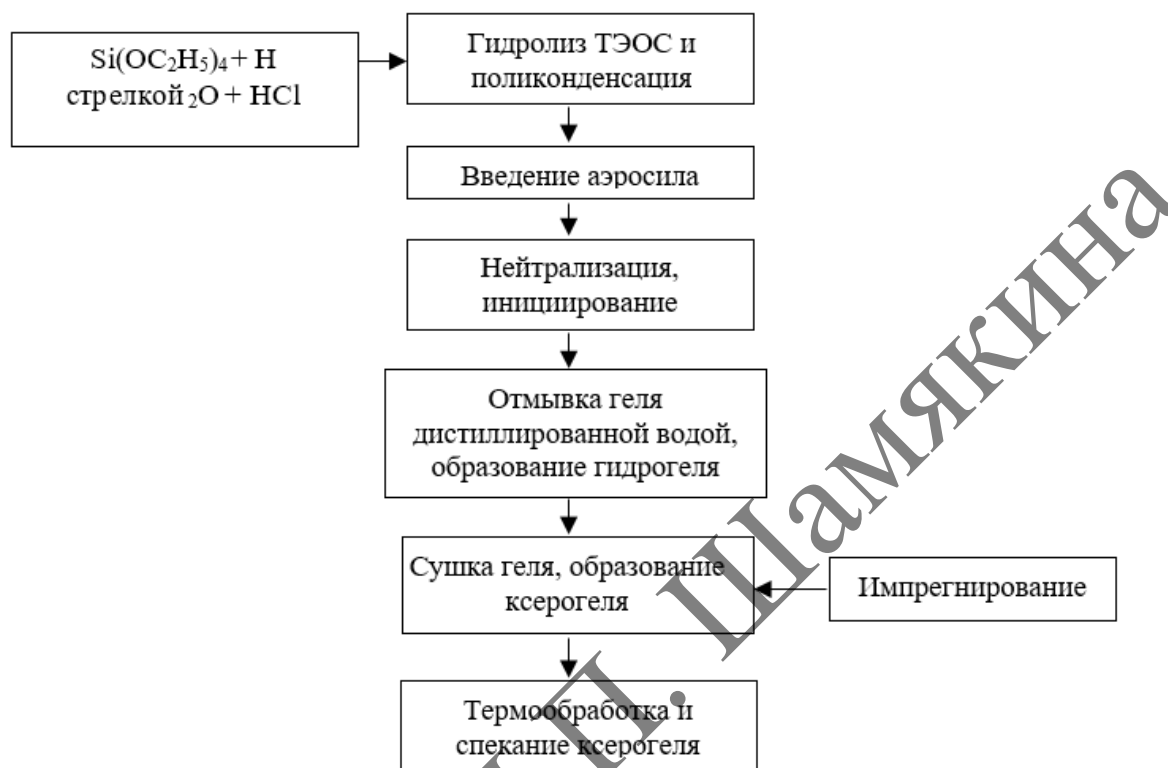 Si(OC₂H₅)₄ + H
стрелкой ₂O + HCl
Гидролиз ТЭОС и
поликонденсация
Введение аэросила
Нейтрализация,
инициирование
Отмывка геля
дистиллированной водой,
образование гидрогеля
Сушка геля, образование
ксерогеля
Импрегнирование
Термообработка и
спекание ксерогеля
П. Шамякина